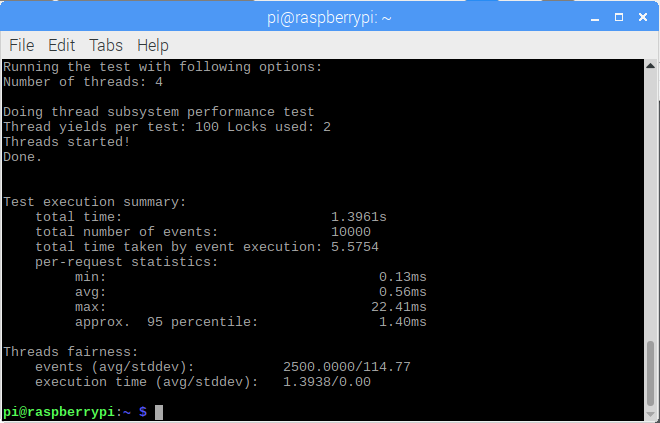 pi@raspberrypi: ~
File Edit Tabs Help
Running the test with following options:
Number of threads: 4
Doing thread subsystem performance test
Thread yields per test: 100 Locks used: 2
Threads started!
Done.
Test execution summary:
total time: 1.3961s
total number of events: 10000
total time taken by event execution: 5.5754
per-request statistics:
min: 0.13ms
avg: 0.56ms
max: 22.41ms
approx. 95 percentile: 1.40ms
Threads fairness:
events (avg/stddev): 2500.0000/114.77
execution time (avg/stddev): 1.3938/0.00
pi@raspberrypi:~ $